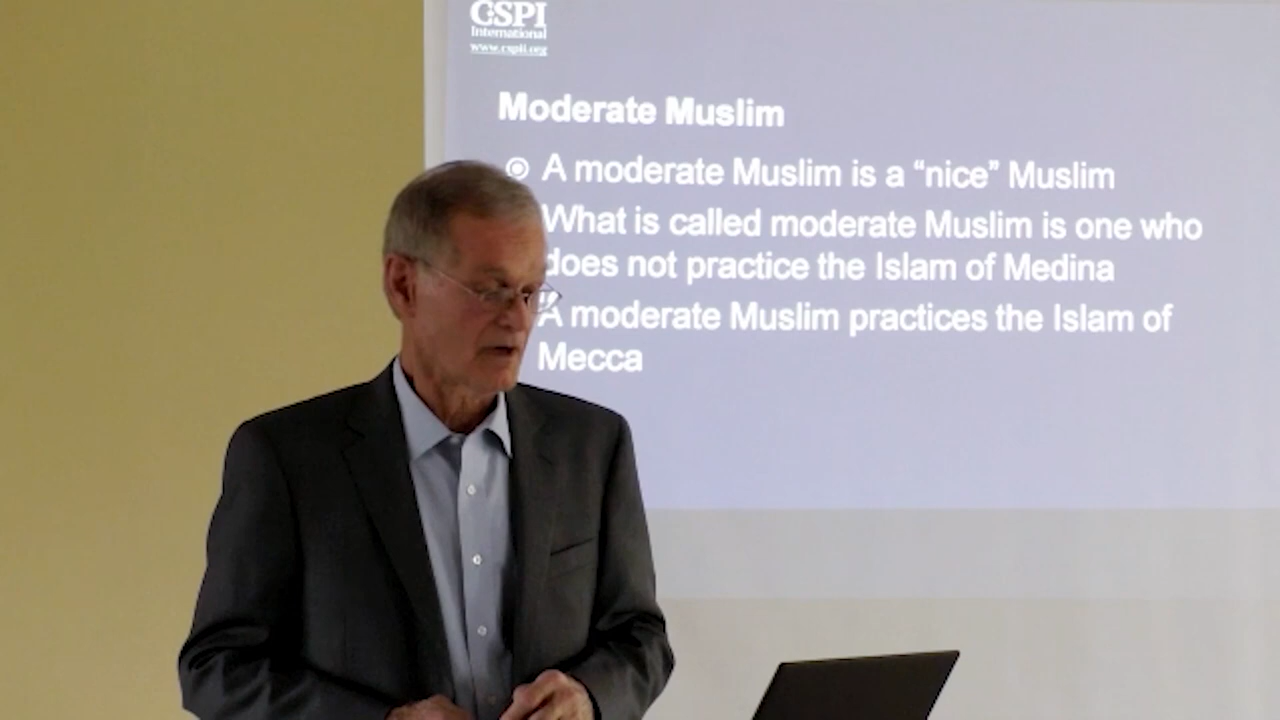 CSPI
International
www.cspii.org
Moderate Muslim
A moderate Muslim is a “nice” Muslim
What is called moderate Muslim is one who
does not practice the Islam of Medina
A moderate Muslim practices the Islam of
Mecca